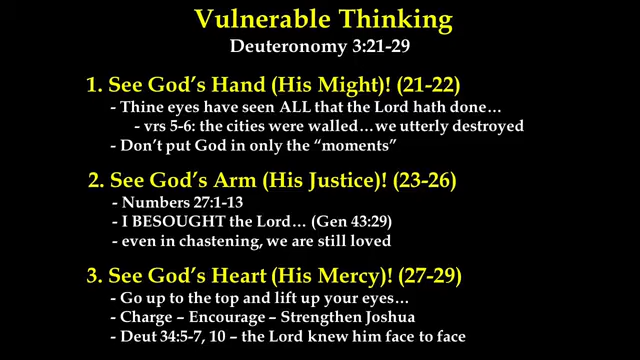 Vulnerable Thinking
Deuteronomy 3:21-29
1. See God's Hand (His Might)! (21-22)
- Thine eyes have seen ALL that the Lord hath done…
- vrs 5-6: the cities were walled…we utterly destroyed
- Don't put God in only the "moments"
2. See God's Arm (His Justice)! (23-26)
- Numbers 27:1-13
- I BESOUGHT the Lord… (Gen 43:29)
- even in chastening, we are still loved
3. See God's Heart (His Mercy)! (27-29)
- Go up to the top and lift up your eyes…
- Charge – Encourage – Strengthen Joshua
- Deut 34:5-7, 10 – the Lord knew him face to face